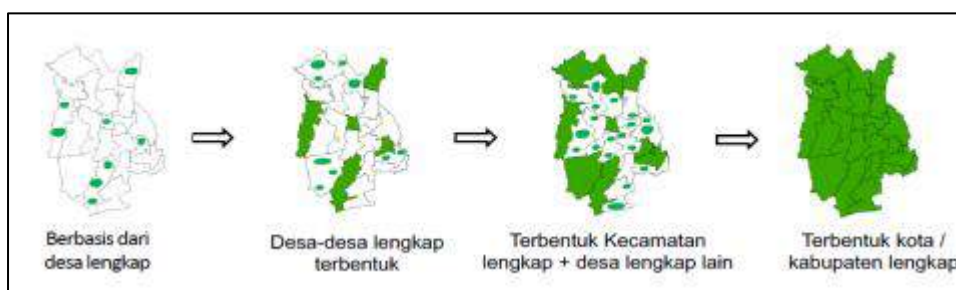 Berbasis dari
desa lengkap
Desa-desa lengkap
terbentuk
Terbentuk Kecamatan
lengkap + desa lengkap lain
Terbentuk kota /
kabupaten lengkap